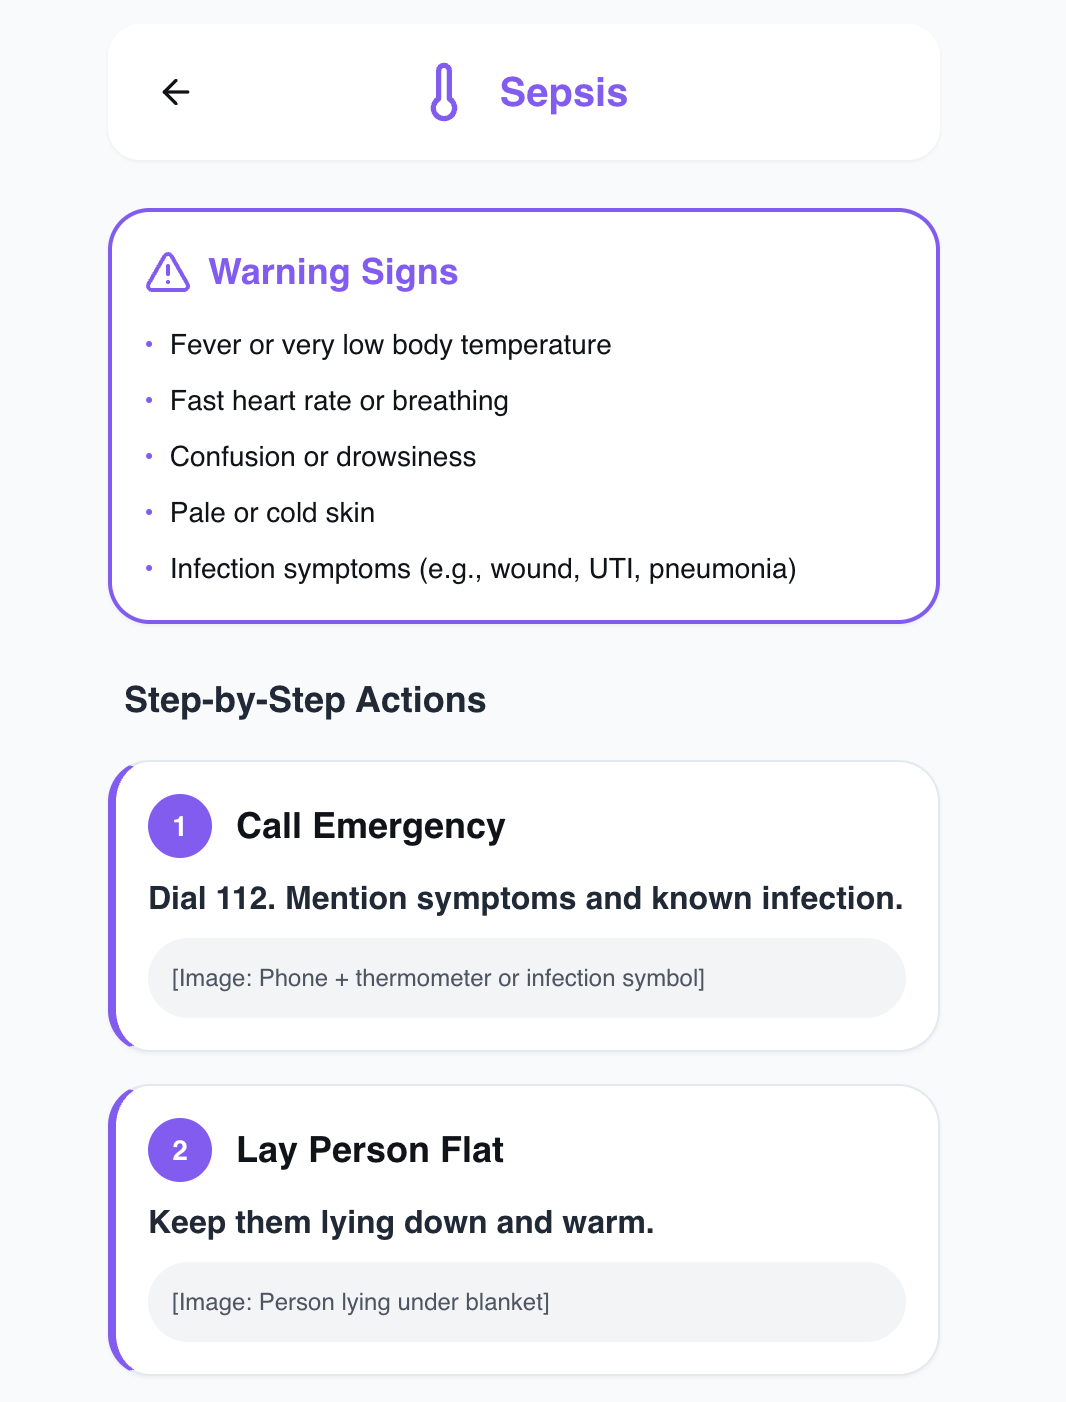 Sepsis
Warning Signs
• Fever or very low body temperature
• Fast heart rate or breathing
• Confusion or drowsiness
• Pale or cold skin
• Infection symptoms (e.g., wound, UTI, pneumonia)
Step-by-Step Actions
1 Call Emergency
Dial 112. Mention symptoms and known infection.
[Image: Phone + thermometer or infection symbol]
2 Lay Person Flat
Keep them lying down and warm.
[Image: Person lying under blanket]